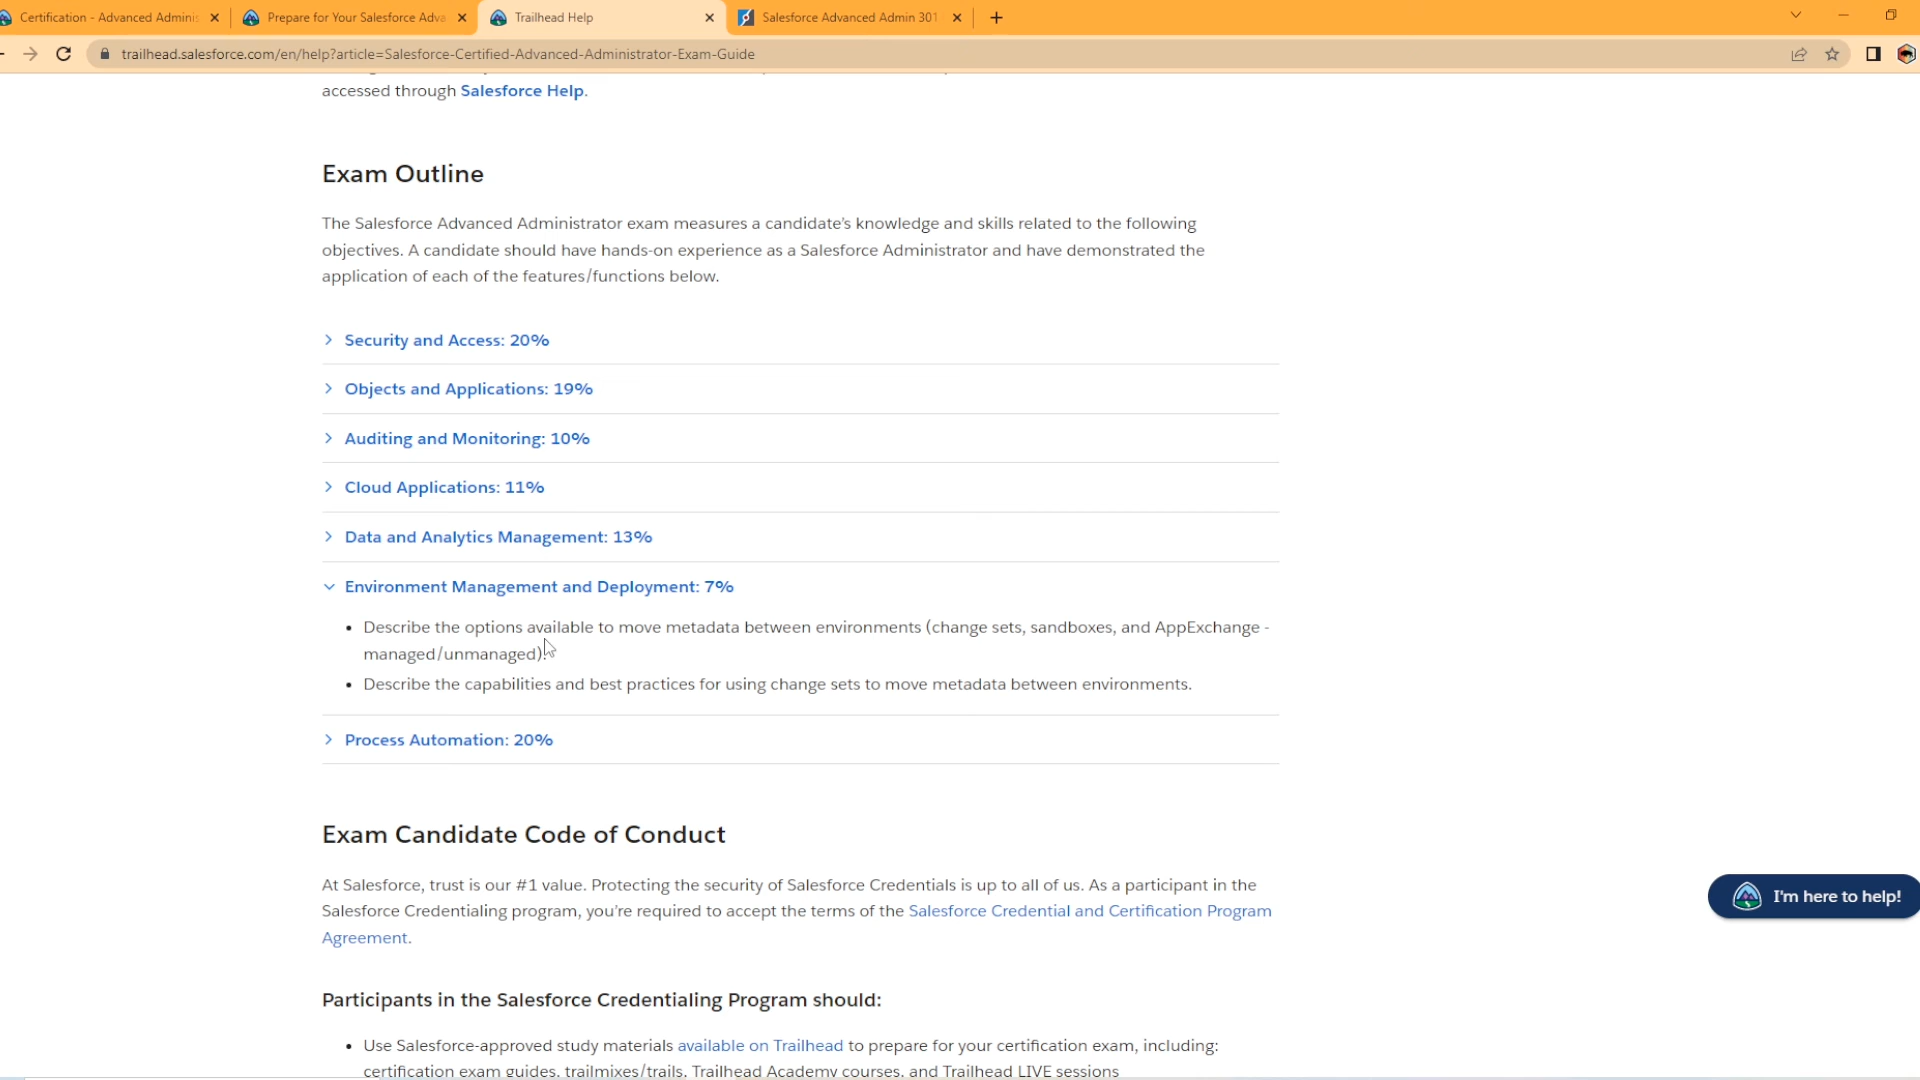 Certification - Advanced Adminis
Prepare for Your Salesforce Adva
Trailhead Help
Salesforce Advanced Admin 301
trailhead.salesforce.com/en/help?article=Salesforce-Certified-Advanced-Administrator-Exam-Guide
accessed through Salesforce Help.
Exam Outline
The Salesforce Advanced Administrator exam measures a candidate's knowledge and skills related to the following
objectives. A candidate should have hands-on experience as a Salesforce Administrator and have demonstrated the
application of each of the features/functions below.
Security and Access: 20%
Objects and Applications: 19%
Auditing and Monitoring: 10%
Cloud Applications: 11%
Data and Analytics Management: 13%
Environment Management and Deployment: 7%
• Describe the options available to move metadata between environments (change sets, sandboxes, and AppExchange -
managed/unmanaged).
• Describe the capabilities and best practices for using change sets to move metadata between environments.
Process Automation: 20%
Exam Candidate Code of Conduct
At Salesforce, trust is our #1 value. Protecting the security of Salesforce Credentials is up to all of us. As a participant in the
Salesforce Credentialing program, you're required to accept the terms of the Salesforce Credential and Certification Program
Agreement.
I'm here to help!
Participants in the Salesforce Credentialing Program should:
• Use Salesforce-approved study materials available on Trailhead to prepare for your certification exam, including:
certification exam guides, trailmixes/trails, Trailhead Academy courses, and Trailhead LIVE sessions